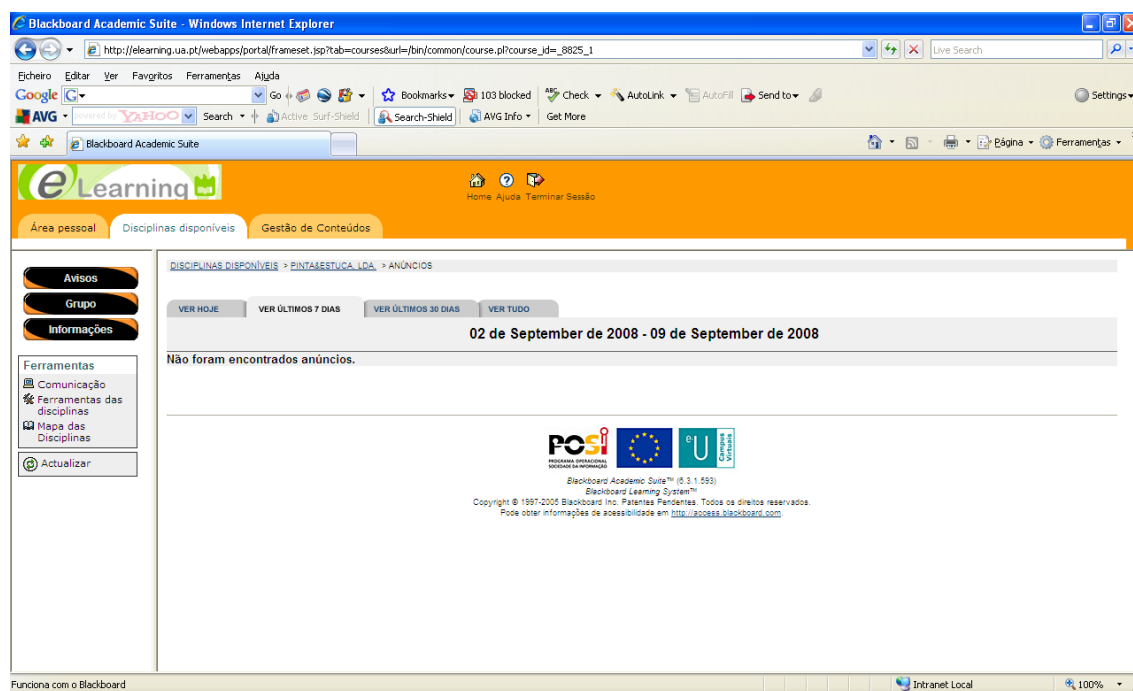 Blackboard Academic Suite - Windows Internet Explorer
http://elearning.ua.pt/webapps/portal/frameset.jsp?tab=courses&url=/bin/common/course.pl?course_id=_8825_1
Live Search
Ficheiro Editar Ver Favoritos Ferramentas Ajuda
Google G Go Bookmarks 103 blocked ABC Check AutoLink AutoFill Send to Settings
AVG powered by YAHOO Search Active Surf-Shield Search-Shield AVG Info Get More
Blackboard Academic Suite Página Ferramentas
e Learning
Home Ajuda Terminar Sessão
Área pessoal Disciplinas disponíveis Gestão de Conteúdos
DISCIPLINAS DISPONÍVEIS > PINTA&ESTUCA, LDA. > ANÚNCIOS
Avisos
Grupo
Informações
VER HOJE VER ÚLTIMOS 7 DIAS VER ÚLTIMOS 30 DIAS VER TUDO
02 de September de 2008 - 09 de September de 2008
Não foram encontrados anúncios.
Ferramentas
Comunicação
Ferramentas das
disciplinas
Mapa das
Disciplinas
Actualizar
POSi
PROGRAMA OPERACIONAL
SOCIEDADE DA INFORMAÇÃO
e·U Campus Virtuais
Blackboard Academic Suite™ (6.3.1.593)
Blackboard Learning System™
Copyright © 1997-2005 Blackboard Inc. Patentes Pendentes. Todos os direitos reservados.
Pode obter informações de acessibilidade em http://access.blackboard.com.
Funciona com o Blackboard Intranet Local 100%